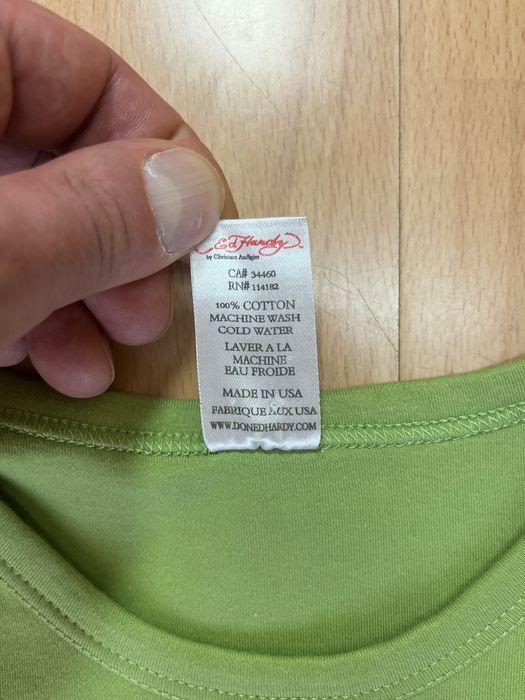 Ed Hardy
by Christian Audigier
CA# 34460
RN# 114182
100% COTTON
MACHINE WASH
COLD WATER
LAVER A LA
MACHINE
EAU FROIDE
MADE IN USA
FABRIQUE AUX USA
WWW.DONEDHARDY.COM